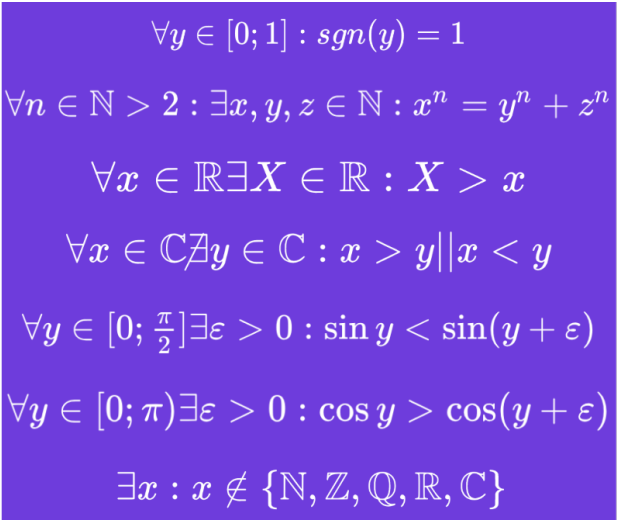 ∀y ∈ [0; 1] : sgn(y) = 1
∀n ∈ ℕ > 2 : ∃x, y, z ∈ ℕ : xⁿ = yⁿ + zⁿ
∀x ∈ ℝ∃X ∈ ℝ : X > x
∀x ∈ ℂ∄y ∈ ℂ : x > y||x < y
∀y ∈ [0; π/2]∃ε > 0 : sin y < sin(y + ε)
∀y ∈ [0; π)∃ε > 0 : cos y > cos(y + ε)
∃x : x ∉ {ℕ, ℤ, ℚ, ℝ, ℂ}